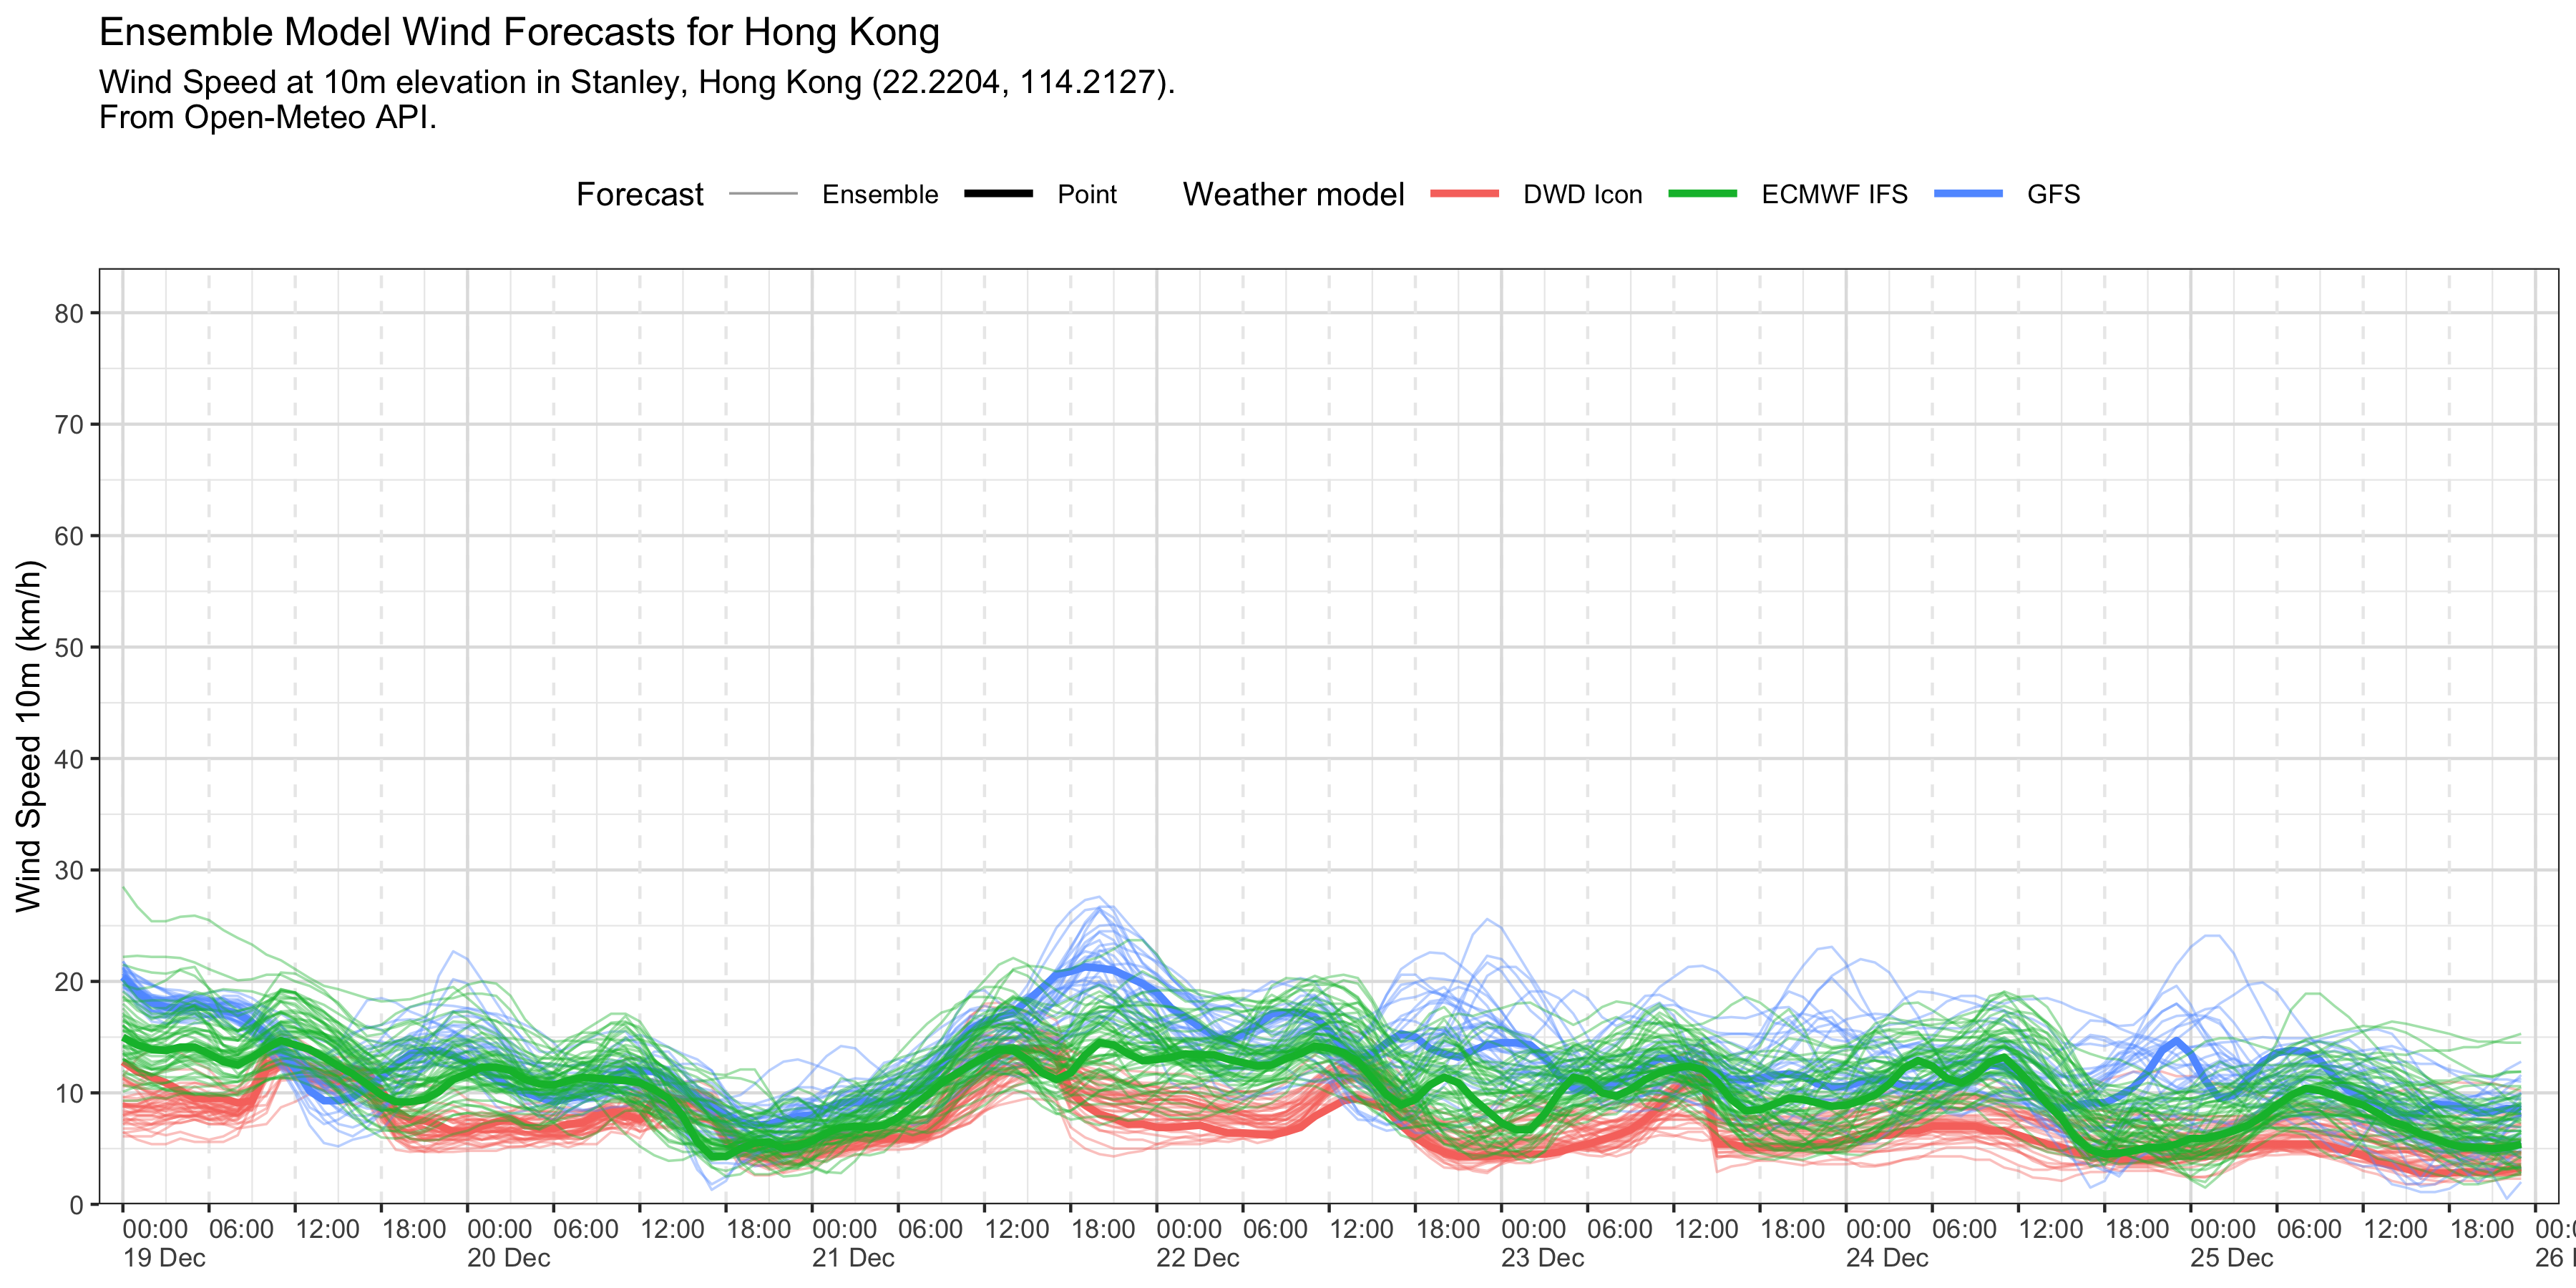 Ensemble Model Wind Forecasts for Hong Kong
Wind Speed at 10m elevation in Stanley, Hong Kong (22.2204, 114.2127).
From Open-Meteo API.
Forecast Ensemble Point Weather model DWD Icon ECMWF IFS GFS
Wind Speed 10m (km/h)
80
70
60
50
40
30
20
10
0
00:00 06:00 12:00 18:00 00:00 06:00 12:00 18:00 00:00 06:00 12:00 18:00 00:00 06:00 12:00 18:00 00:00 06:00 12:00 18:00 00:00 06:00 12:00 18:00 00:00 06:00 12:00 18:00
19 Dec 20 Dec 21 Dec 22 Dec 23 Dec 24 Dec 25 Dec 26